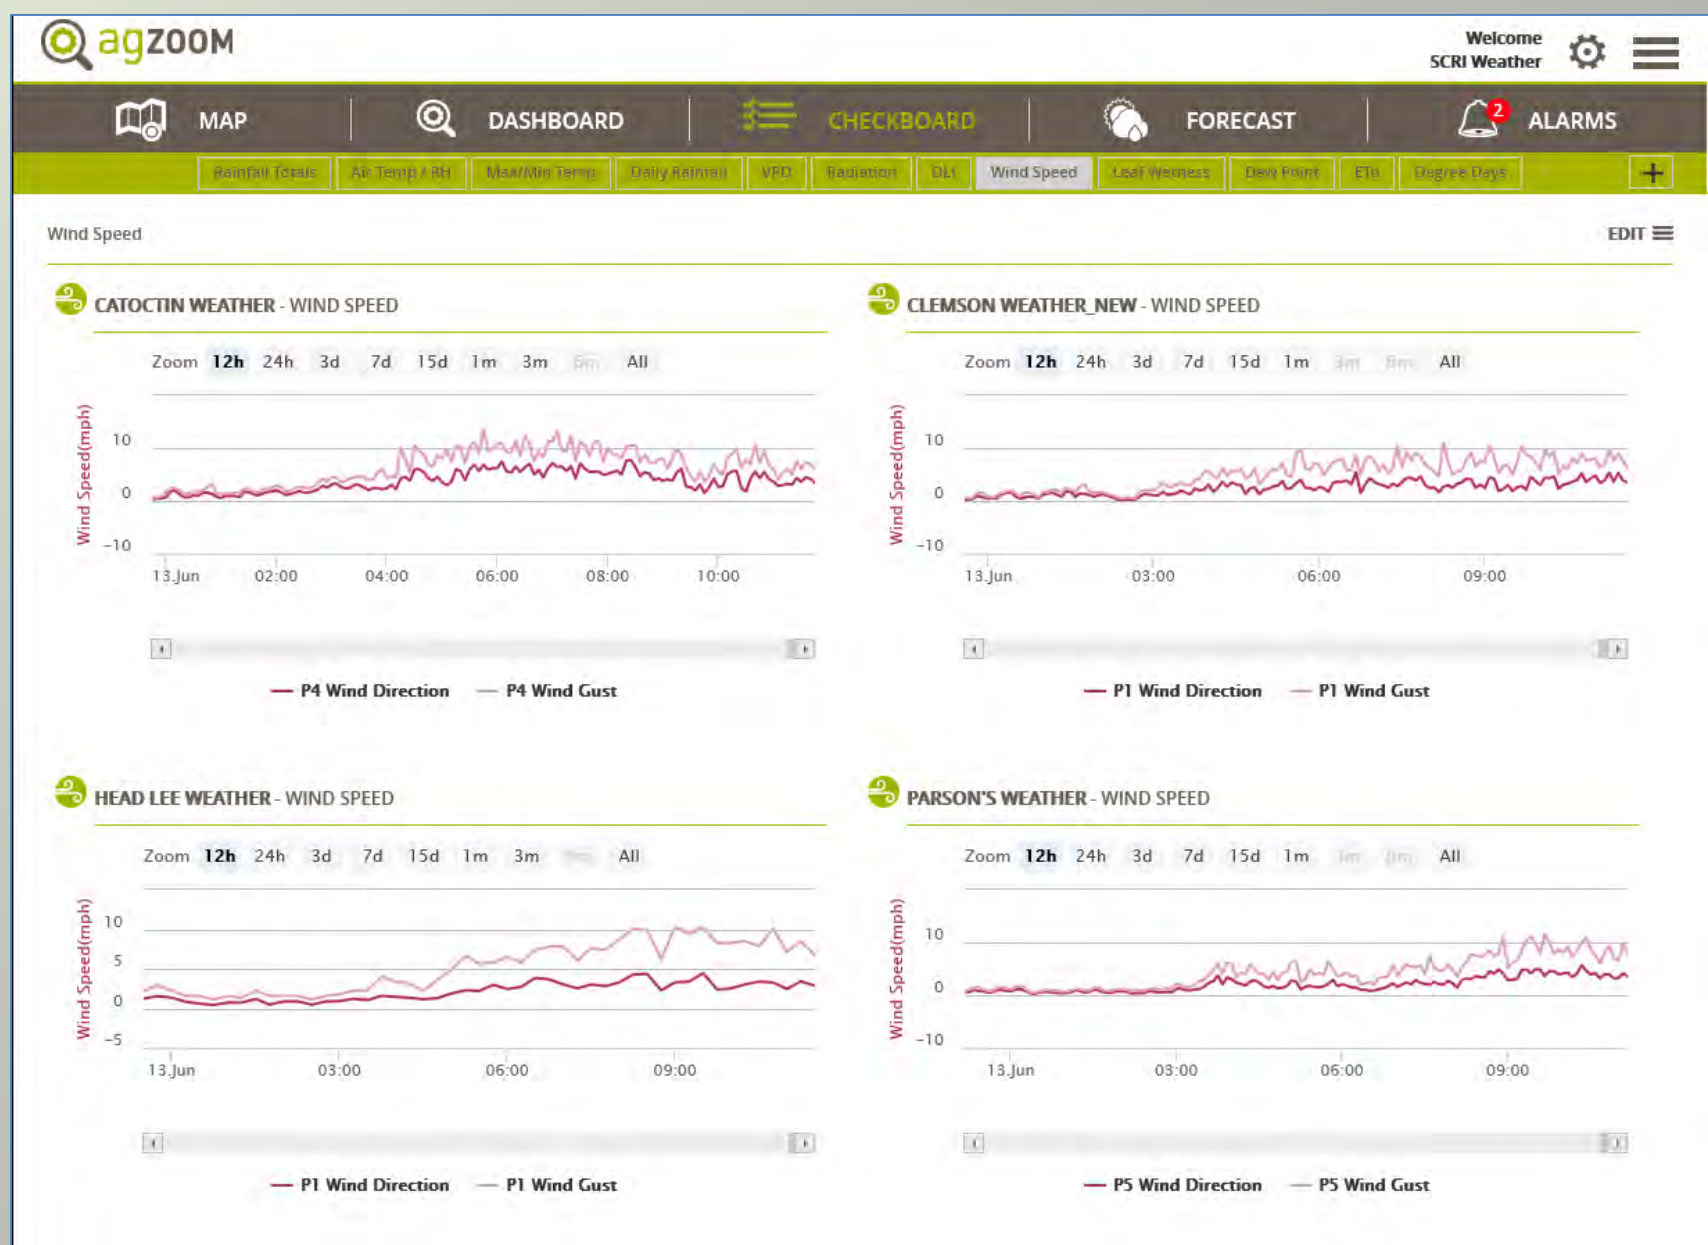 agzoom
Welcome
SCRI Weather
MAP
DASHBOARD
CHECKBOARD
FORECAST
2
ALARMS
Rainfall Totals
Air Temp / RH
Max/Min Temp
Daily Rainfall
VPD
Radiation
DLI
Wind Speed
Leaf Wetness
Dew Point
ET0
Degree Days
+
Wind Speed
EDIT
CATOCTIN WEATHER - WIND SPEED
Zoom 12h 24h 3d 7d 15d 1m 3m 6m All
Wind Speed(mph)
10
0
-10
13.Jun 02:00 04:00 06:00 08:00 10:00
P4 Wind Direction P4 Wind Gust
CLEMSON WEATHER_NEW - WIND SPEED
Zoom 12h 24h 3d 7d 15d 1m 3m 6m All
Wind Speed(mph)
10
0
-10
13.Jun 03:00 06:00 09:00
P1 Wind Direction P1 Wind Gust
HEAD LEE WEATHER - WIND SPEED
Zoom 12h 24h 3d 7d 15d 1m 3m All
Wind Speed(mph)
10
5
0
-5
13.Jun 03:00 06:00 09:00
P1 Wind Direction P1 Wind Gust
PARSON'S WEATHER - WIND SPEED
Zoom 12h 24h 3d 7d 15d 1m All
Wind Speed(mph)
10
0
-10
13.Jun 03:00 06:00 09:00
P5 Wind Direction P5 Wind Gust